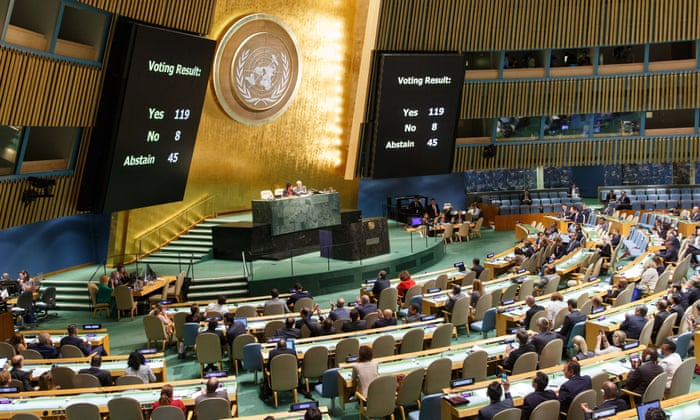 Voting Result:
Yes 119
No 8
Abstain 45
Voting Result:
Yes 119
No 8
Abstain 45